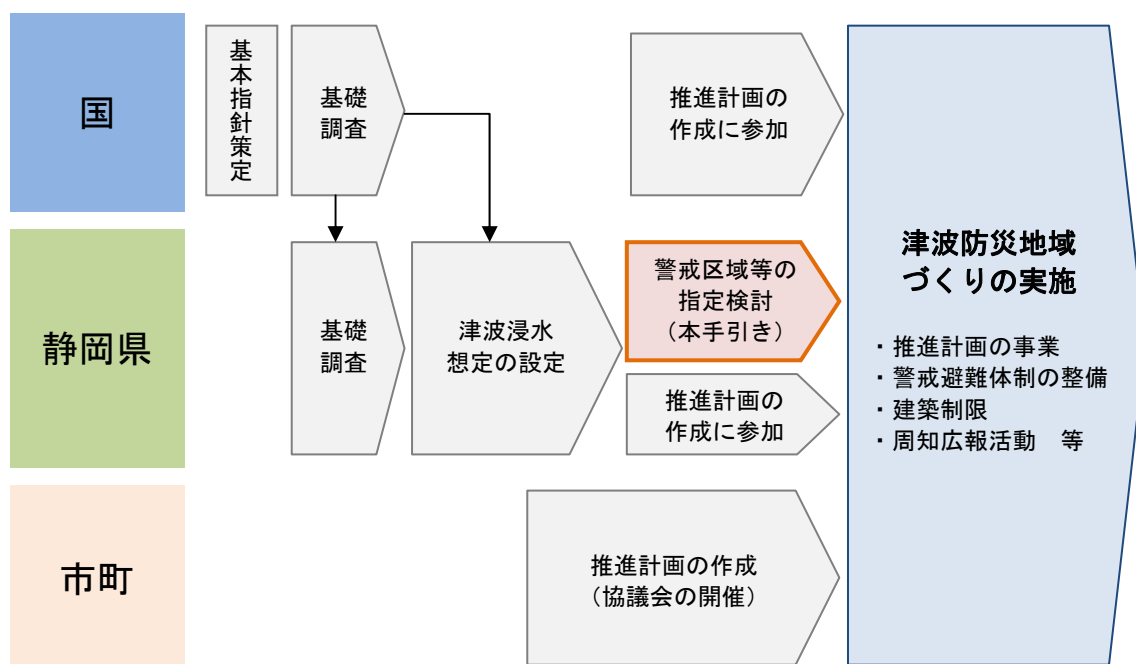 国
基本指針策定
基礎
調査
推進計画の
作成に参加
静岡県
基礎
調査
津波浸水
想定の設定
警戒区域等の
指定検討
（本手引き）
推進計画の
作成に参加
市町
推進計画の作成
（協議会の開催）
津波防災地域
づくりの実施
・推進計画の事業
・警戒避難体制の整備
・建築制限
・周知広報活動　等